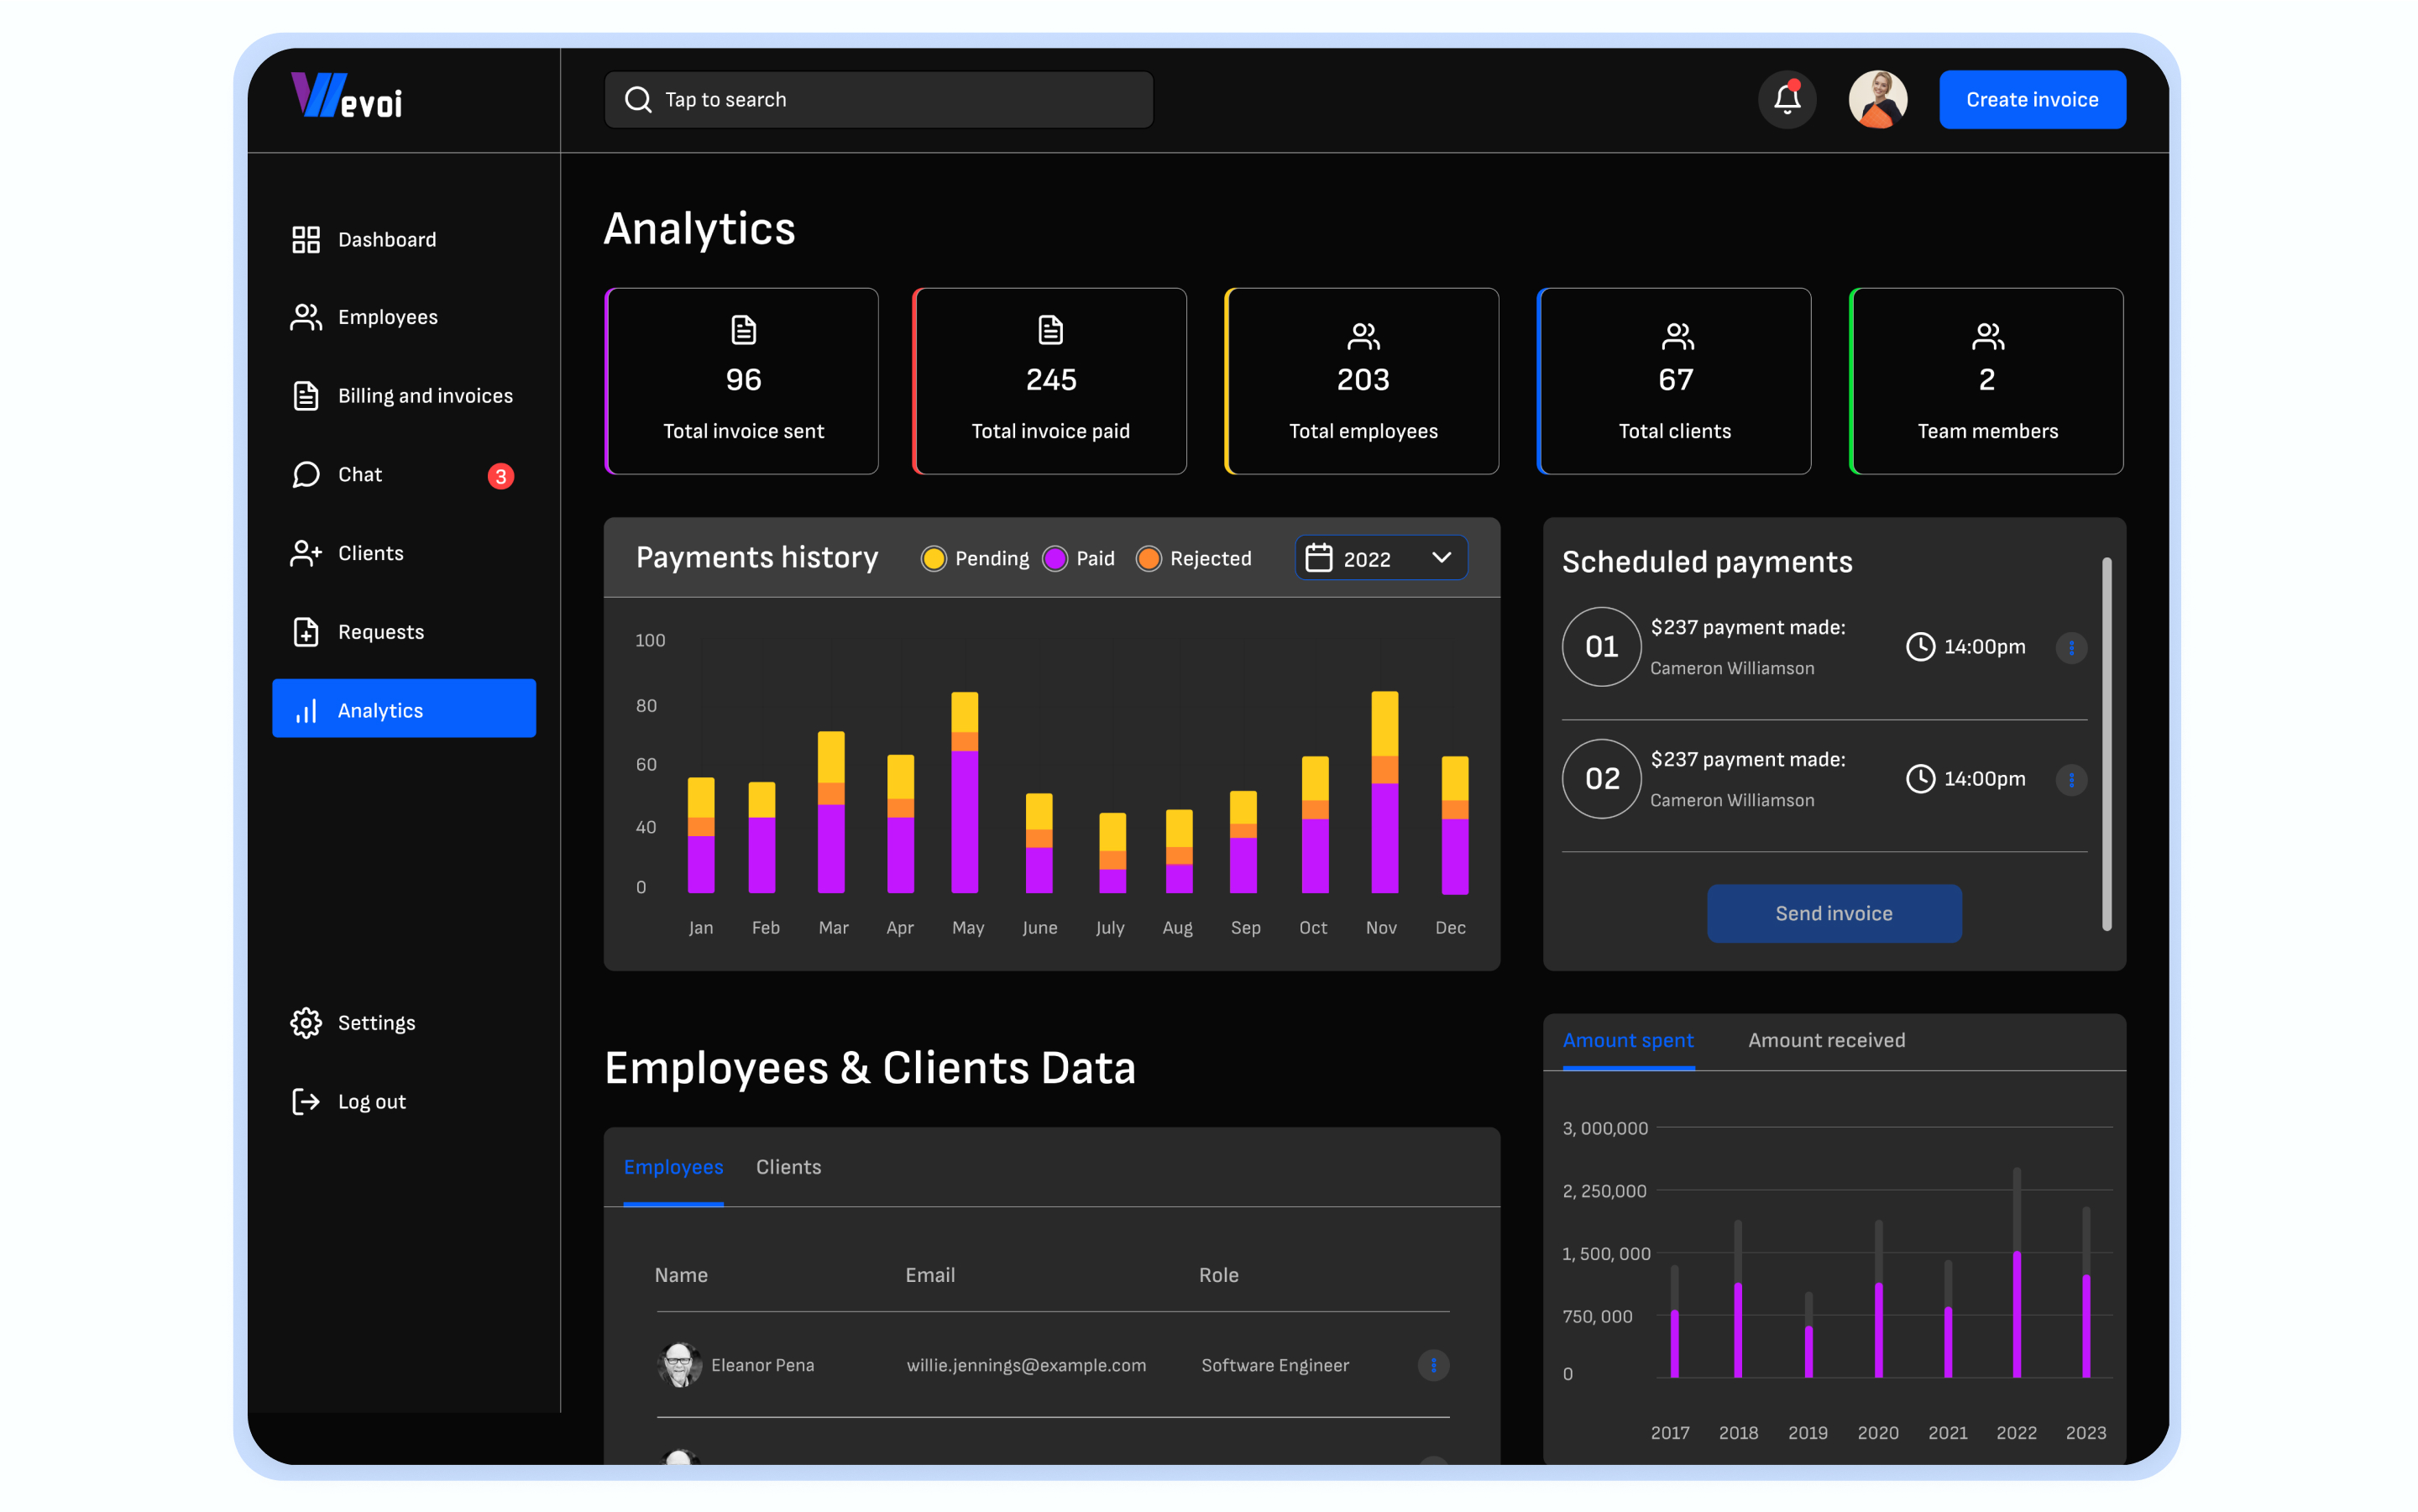 Wevoi
Tap to search
Create invoice
Dashboard
Employees
Billing and invoices
Chat 3
Clients
Requests
Analytics
Settings
Log out
Analytics
96
Total invoice sent
245
Total invoice paid
203
Total employees
67
Total clients
2
Team members
Payments history Pending Paid Rejected 2022
100
80
60
40
0
Jan Feb Mar Apr May June July Aug Sep Oct Nov Dec
Scheduled payments
01 $237 payment made: 14:00pm
Cameron Williamson
02 $237 payment made: 14:00pm
Cameron Williamson
Send invoice
Employees & Clients Data
Employees Clients
Name Email Role
Eleanor Pena willie.jennings@example.com Software Engineer
Amount spent Amount received
3, 000,000
2, 250,000
1, 500, 000
750, 000
0
2017 2018 2019 2020 2021 2022 2023